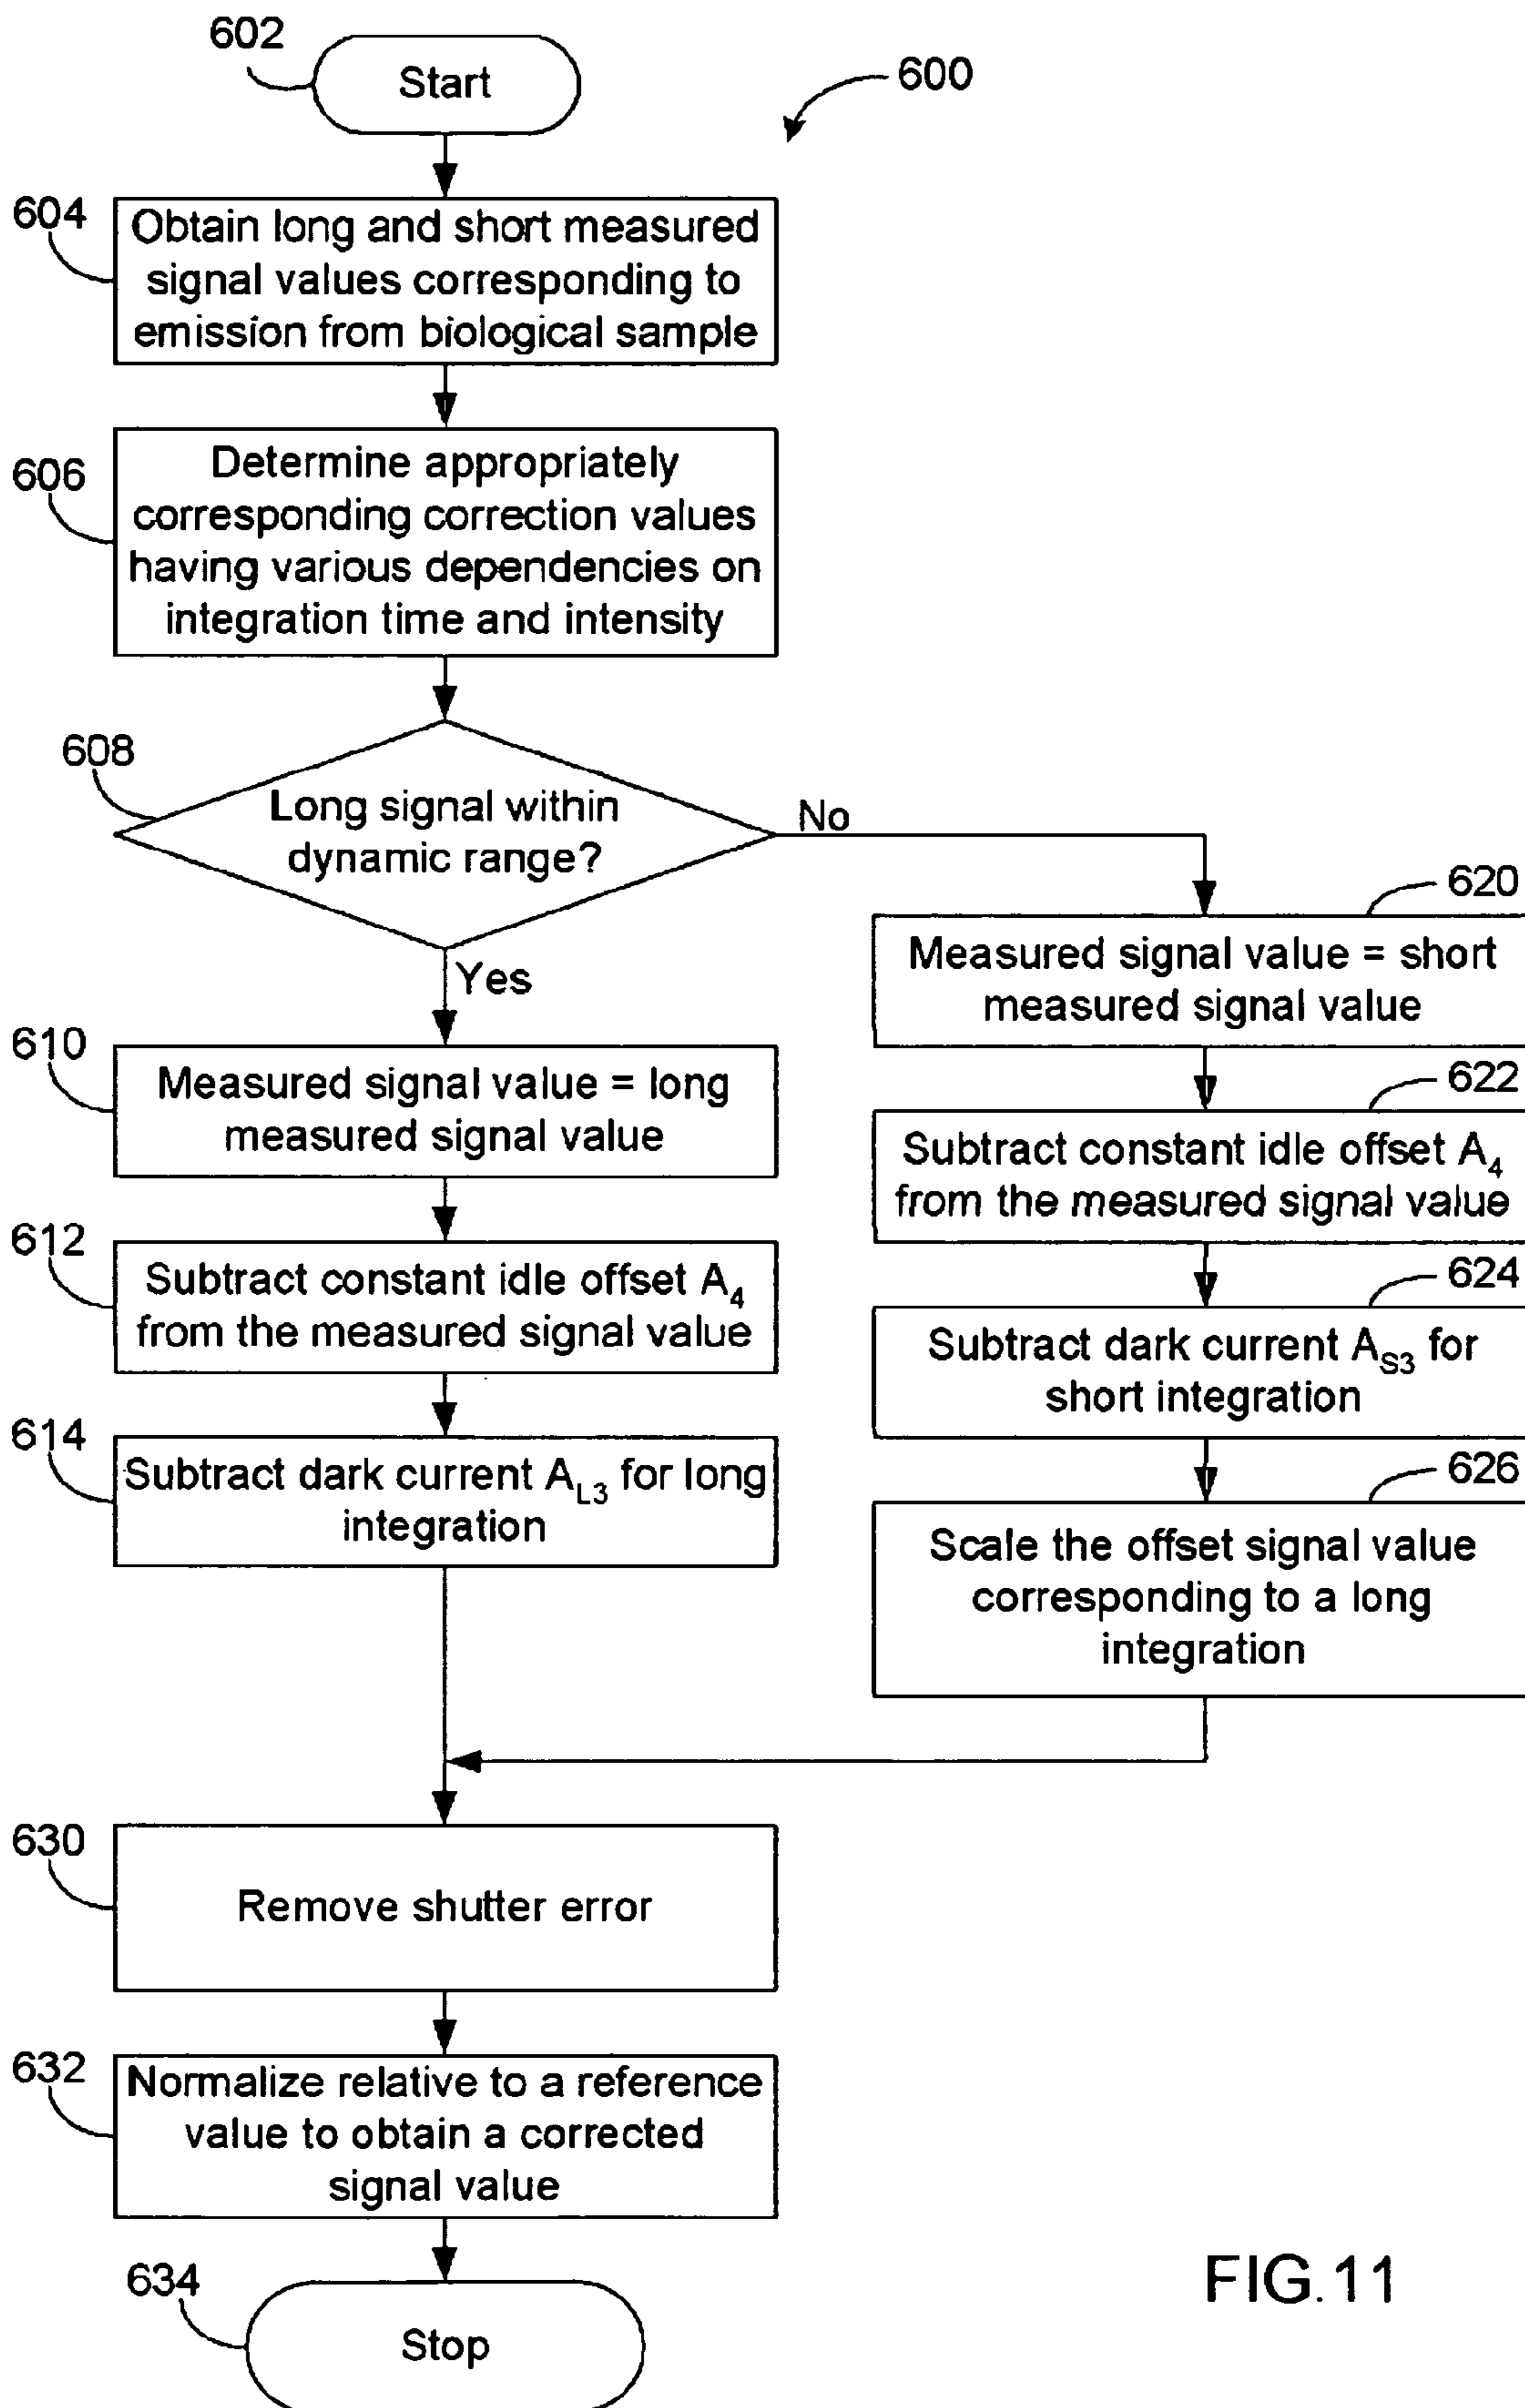 602
Start
600
604
Obtain long and short measured
signal values corresponding to
emission from biological sample
606
Determine appropriately
corresponding correction values
having various dependencies on
integration time and intensity
608
Long signal within
dynamic range?
No
Yes
620
Measured signal value = short
measured signal value
610
Measured signal value = long
measured signal value
622
Subtract constant idle offset A4
from the measured signal value
612
Subtract constant idle offset A4
from the measured signal value
624
Subtract dark current AS3 for
short integration
614
Subtract dark current AL3 for long
integration
626
Scale the offset signal value
corresponding to a long
integration
630
Remove shutter error
632
Normalize relative to a reference
value to obtain a corrected
signal value
634
Stop
FIG.11